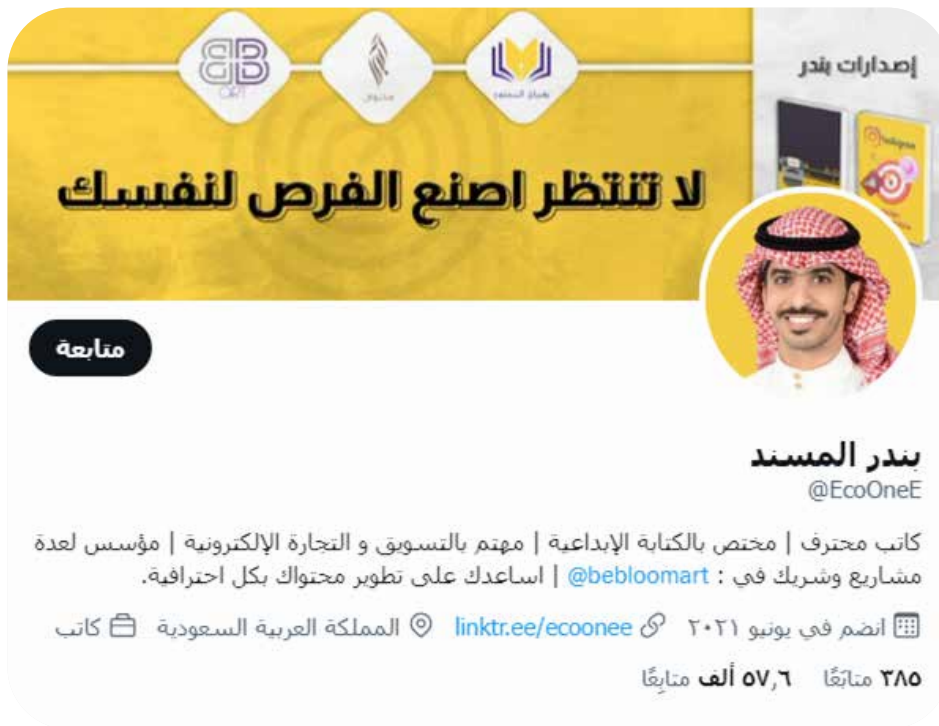 إصدارات بندر
محتوى
لا تنتظر اصنع الفرص لنفسك
متابعة
بندر المسند
@EcoOneE
كاتب محترف | مختص بالكتابة الإبداعية | مهتم بالتسويق و التجارة الإلكترونية | مؤسس لعدة
مشاريع وشريك في : @bebloomart | اساعدك على تطوير محتواك بكل احترافية.
انضم في يونيو ٢٠٢١ linktr.ee/ecoonee المملكة العربية السعودية كاتب
٣٨٥ متابَعًا ٥٧٫٦ ألف متابِعًا